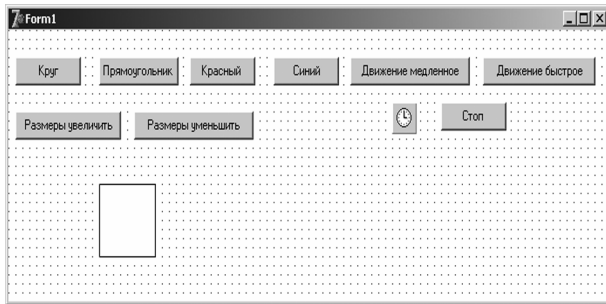 Form1
Круг Прямоугольник Красный Синий Движение медленное Движение быстрое
Размеры увеличить Размеры уменьшить Стоп